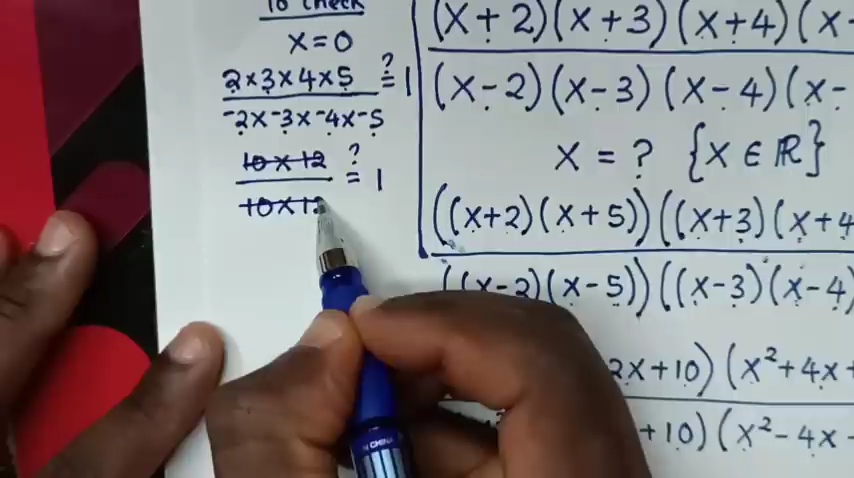 To check
x = 0
2 x 3 x 4 x 5 ? = 1
-2 x -3 x -4 x -5
10 x 12 ? = 1
10 x 12
(x + 2) (x + 3) (x + 4) (x
(x - 2) (x - 3) (x - 4) (x -
x = ? {x ∈ ℝ}
((x+2) (x + 5)) ((x+3) (x + 4
((x-2) (x-5)) ((x-3) (x-4)
2x +10) (x² + 4x +
+ 10) (x² - 4x -
IN CHINA